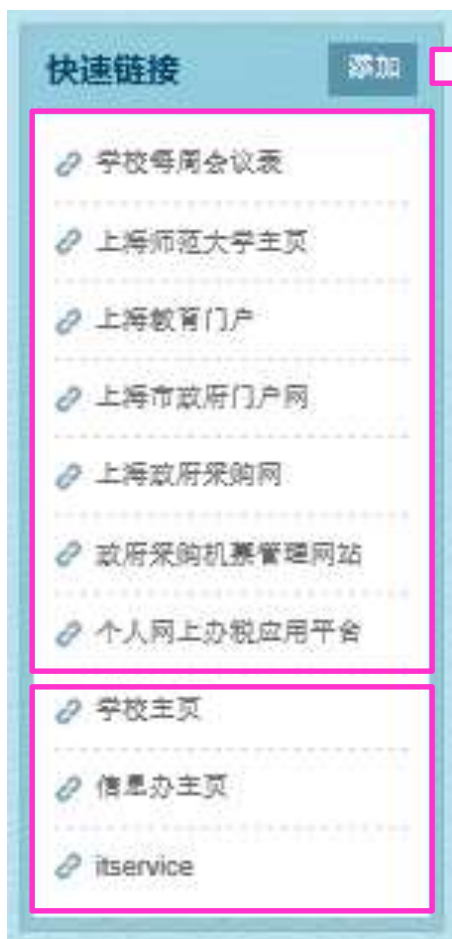 快速链接
添加
学校每周会议表
上海师范大学主页
上海教育门户
上海市政府门户网
上海政府采购网
政府采购机票管理网站
个人网上办税应用平台
学校主页
信息办主页
itservice